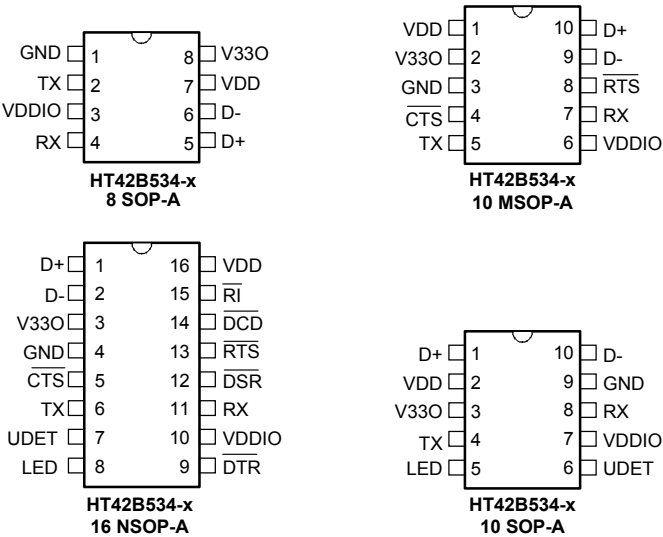 GND 1 8 V33O
TX 2 7 VDD
VDDIO 3 6 D-
RX 4 5 D+
HT42B534-x
8 SOP-A
VDD 1 10 D+
V33O 2 9 D-
GND 3 8 RTS
CTS 4 7 RX
TX 5 6 VDDIO
HT42B534-x
10 MSOP-A
D+ 1 16 VDD
D- 2 15 RI
V33O 3 14 DCD
GND 4 13 RTS
CTS 5 12 DSR
TX 6 11 RX
UDET 7 10 VDDIO
LED 8 9 DTR
HT42B534-x
16 NSOP-A
D+ 1 10 D-
VDD 2 9 GND
V33O 3 8 RX
TX 4 7 VDDIO
LED 5 6 UDET
HT42B534-x
10 SOP-A